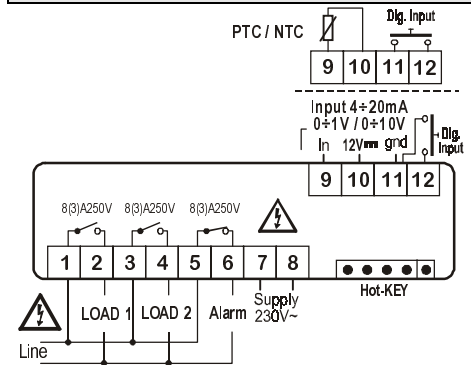 PTC / NTC
Dig. Input
9 10 11 12
Input 4÷20mA
0÷1V / 0÷10V
In 12V gnd
Dig.
Input
9 10 11 12
8(3)A250V 8(3)A250V 8(3)A250V
1 2 3 4 5 6 7 8
Hot-KEY
LOAD 1 LOAD 2 Alarm
Supply
230V~
Line